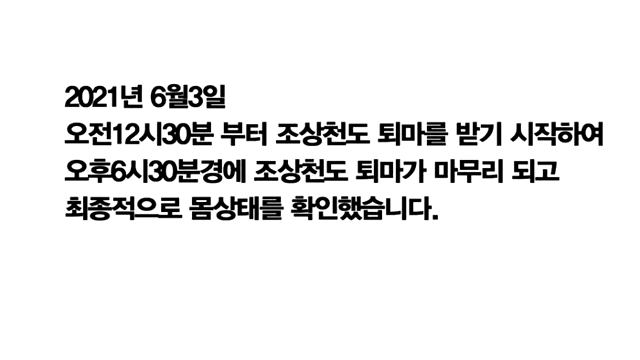 2021년 6월3일
오전12시30분 부터 조상천도 퇴마를 받기 시작하여
오후6시30분경에 조상천도 퇴마가 마무리 되고
최종적으로 몸상태를 확인했습니다.